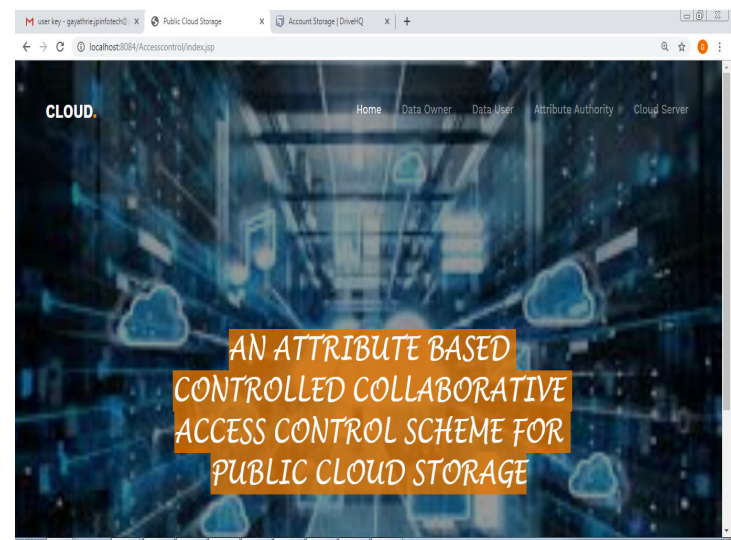 user key - gayathrie.jpinfotech@
Public Cloud Storage
Account Storage | DriveHQ
localhost:8084/Accesscontrol/index.jsp
G
CLOUD.
Home Data Owner Data User Attribute Authority Cloud Server
AN ATTRIBUTE BASED
CONTROLLED COLLABORATIVE
ACCESS CONTROL SCHEME FOR
PUBLIC CLOUD STORAGE